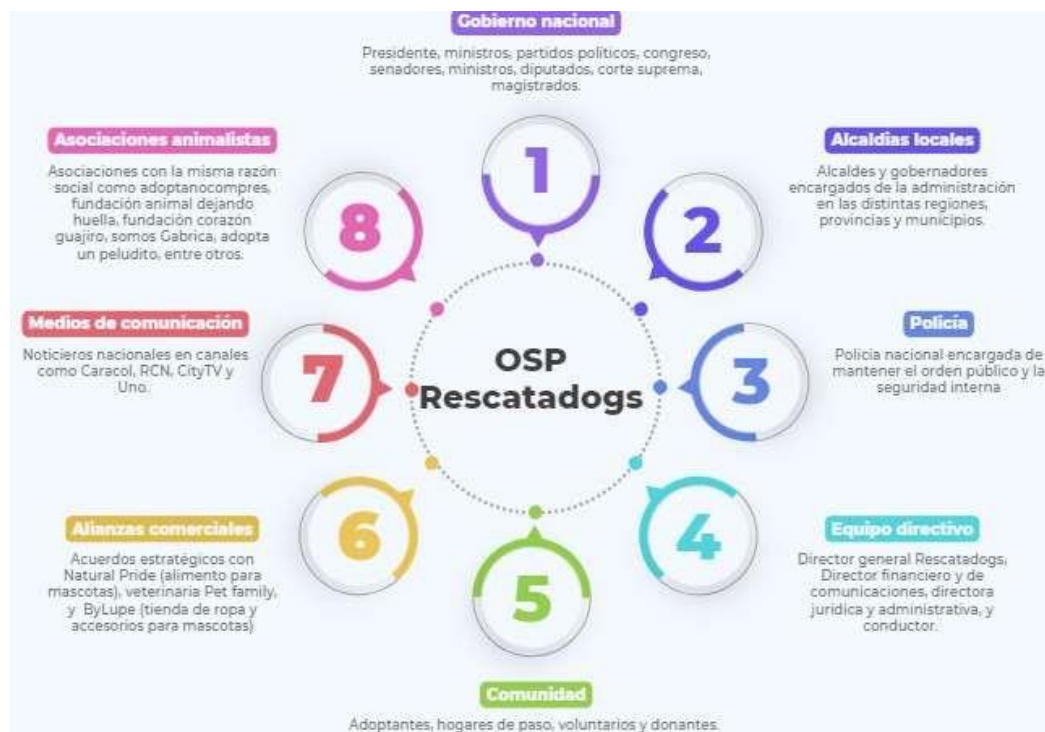 Gobierno nacional
Presidente, ministros, partidos políticos, congreso,
senadores, ministros, diputados, corte suprema,
magistrados.
1
Alcaldias locales
Alcaldes y gobernadores
encargados de la administración
en las distintas regiones,
provincias y municipios.
2
Policía
Policia nacional encargada de
mantener el orden público y la
seguridad interna
3
Equipo directivo
Director general Rescatadogs,
Director financiero y de
comunicaciones, directora
jurídica y administrativa, y
conductor.
4
Comunidad
Adoptantes, hogares de paso, voluntarios y donantes.
5
Alianzas comerciales
Acuerdos estratégicos con
Natural Pride (alimento para
mascotas), veterinaria Pet family,
y ByLupe (tienda de ropa y
accesorios para mascotas)
6
Medios de comunicación
Noticieros nacionales en canales
como Caracol, RCN, CityTV y
Uno.
7
Asociaciones animalistas
Asociaciones con la misma razón
social como adoptanocompres,
fundación animal dejando
huella, fundación corazón
guajiro, somos Gabrica, adopta
un peludito, entre otros.
8
OSP
Rescatadogs